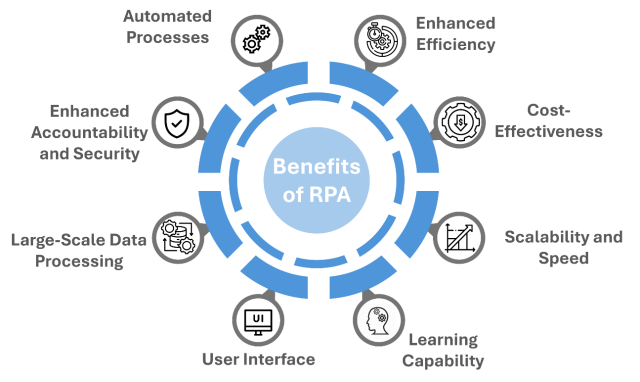 Automated
Processes
Enhanced
Efficiency
Enhanced
Accountability
and Security
Cost-
Effectiveness
$
Benefits
of RPA
Large-Scale Data
Processing
Scalability and
Speed
UI
User Interface
Learning
Capability